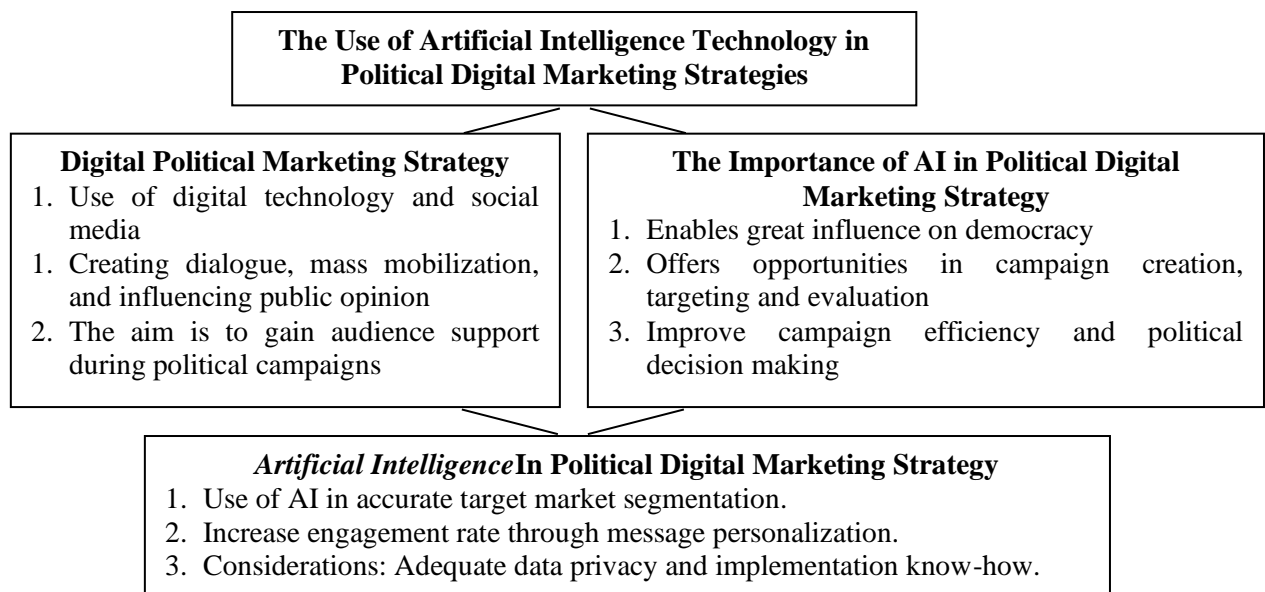 The Use of Artificial Intelligence Technology in
Political Digital Marketing Strategies
Digital Political Marketing Strategy
1. Use of digital technology and social
media
1. Creating dialogue, mass mobilization,
and influencing public opinion
2. The aim is to gain audience support
during political campaigns
The Importance of AI in Political Digital
Marketing Strategy
1. Enables great influence on democracy
2. Offers opportunities in campaign creation,
targeting and evaluation
3. Improve campaign efficiency and political
decision making
Artificial IntelligenceIn Political Digital Marketing Strategy
1. Use of AI in accurate target market segmentation.
2. Increase engagement rate through message personalization.
3. Considerations: Adequate data privacy and implementation know-how.